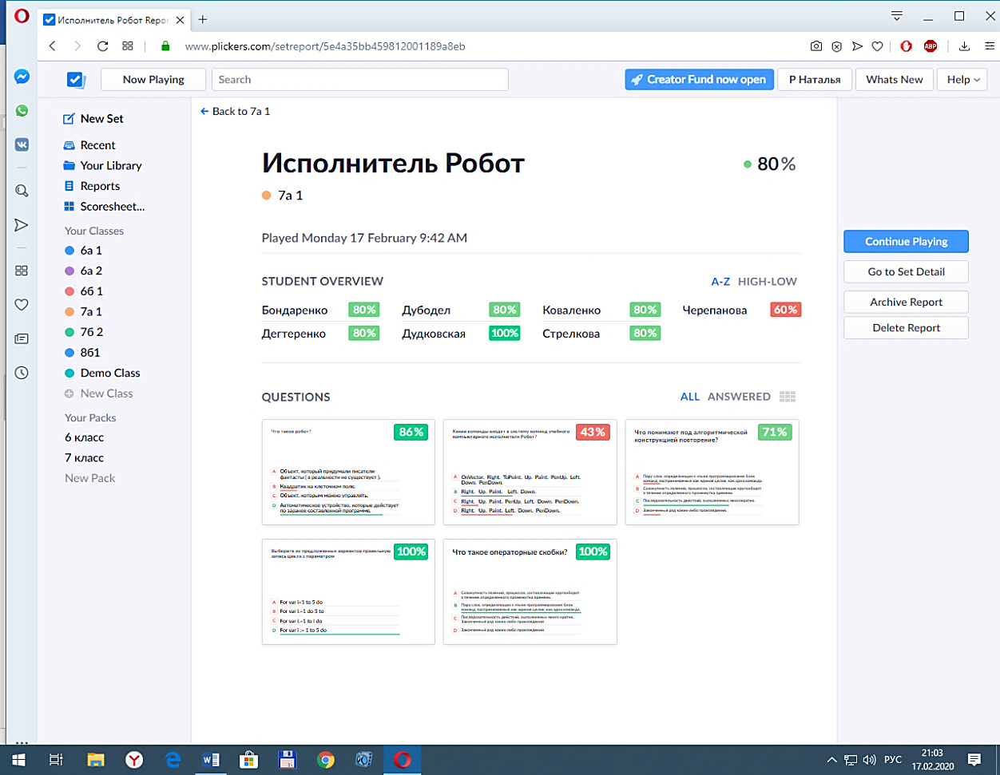 Исполнитель Робот Repor
www.plickers.com/setreport/5e4a35bb459812001189a8eb
ABP
Now Playing
Search
Creator Fund now open
Р Наталья
Whats New
Help
New Set
Recent
Your Library
Reports
Scoresheet...
Your Classes
6а 1
6а 2
6б 1
7а 1
7б 2
8б1
Demo Class
New Class
Your Packs
6 класс
7 класс
New Pack
Back to 7а 1
Исполнитель Робот
80%
7а 1
Played Monday 17 February 9:42 AM
STUDENT OVERVIEW
A-Z HIGH-LOW
Бондаренко 80% Дубодел 80% Коваленко 80% Черепанова 60%
Дегтеренко 80% Дудковская 100% Стрелкова 80%
QUESTIONS
ALL ANSWERED
Что такое робот?
86%
A Объект, который придумали писатели-
фантасты ( в реальности не существует ).
B Квадратик на клеточном поле.
C Объект, которым можно управлять.
D Автоматическое устройство, которые действует
по заранее составленной программе.
Какие команды входят в систему команд учебного
компьютерного исполнителя Робот?
43%
A OnVector. Right. ToPoint. Up. Paint. PenUp. Left.
Down. PenDown.
B Right. Up. Paint. Left. Down.
C Right. Up. Paint. PenUp. Left. Down. PenDown.
D Right. Up. Paint. Left. Down. PenDown.
Что понимают под алгоритмической
конструкцией повторение?
71%
A Пару слов, определяющих в языке программирования блок
команд, воспринимаемых как единое целое, как одна команда.
B Совокупность явлений, процессов, составляющих кругооборот
в течение определенного промежутка времени.
C Последовательность действий, выполняемых многократно.
D Законченный ряд каких-либо произведений.
Выберите из предложенных вариантов правильную
запись цикла с параметром
100%
A For var i=1 to 5 do
B For var i:=1 do 5 to
C For var i:=1 to i do
D For var i := 1 to 5 do
Что такое операторные скобки?
100%
A Совокупность явлений, процессов, составляющих кругооборот
в течение определенного промежутка времени.
B Пара слов, определяющих в языке программирования блок
команд, воспринимаемых как единое целое, как одна команда.
C Последовательность действий, выполняемых много кратно.
Законченный ряд каких-либо произведений
D Законченный ряд каких-либо произведений
Continue Playing
Go to Set Detail
Archive Report
Delete Report
РУС
21:03
17.02.2020